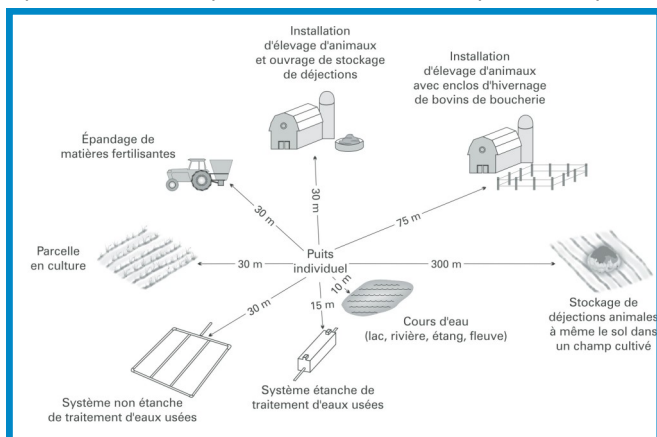 Installation
d'élevage d'animaux
et ouvrage de stockage
de déjections
Installation
d'élevage d'animaux
avec enclos d'hivernage
de bovins de boucherie
Épandage de
matières fertilisantes
30 m
30 m
75 m
Parcelle
en culture
30 m
Puits
individuel
300 m
10 m
15 m
30 m
Cours d'eau
(lac, rivière, étang, fleuve)
Stockage de
déjections animales
à même le sol dans
un champ cultivé
Système non étanche
de traitement d'eaux usées
Système étanche de
traitement d'eaux usées